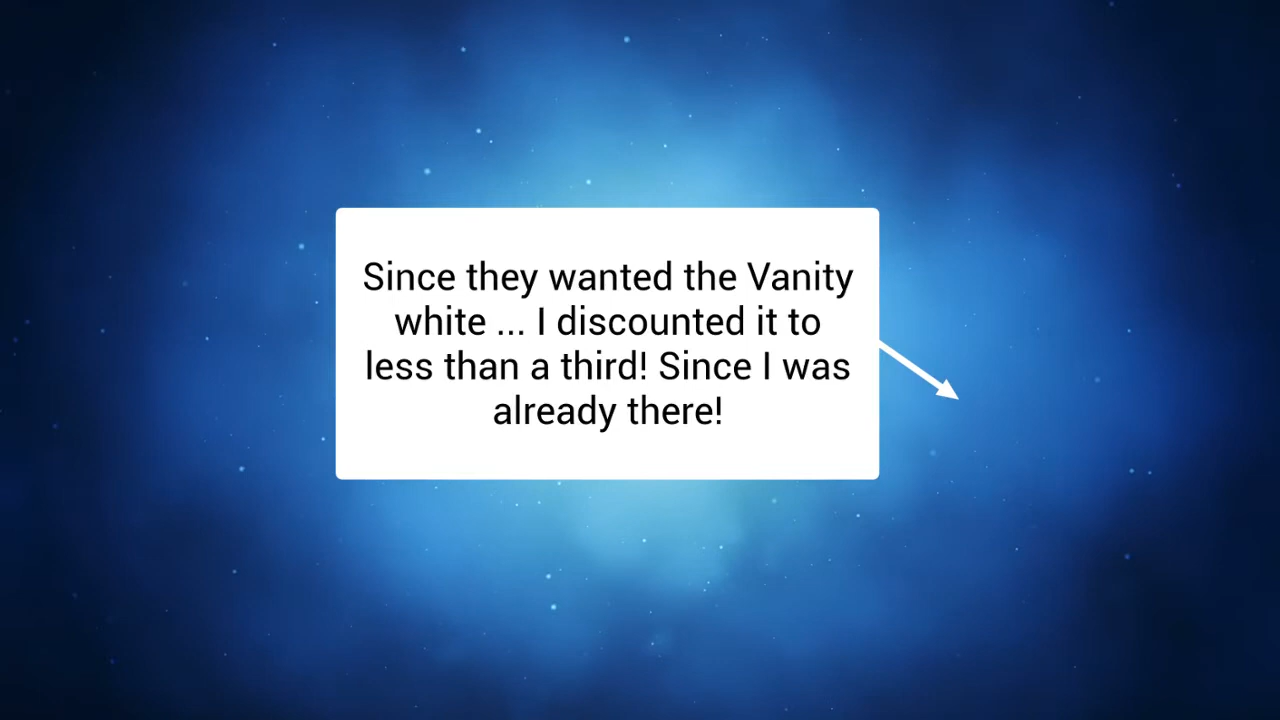 Since they wanted the Vanity
white ... I discounted it to
less than a third! Since I was
already there!